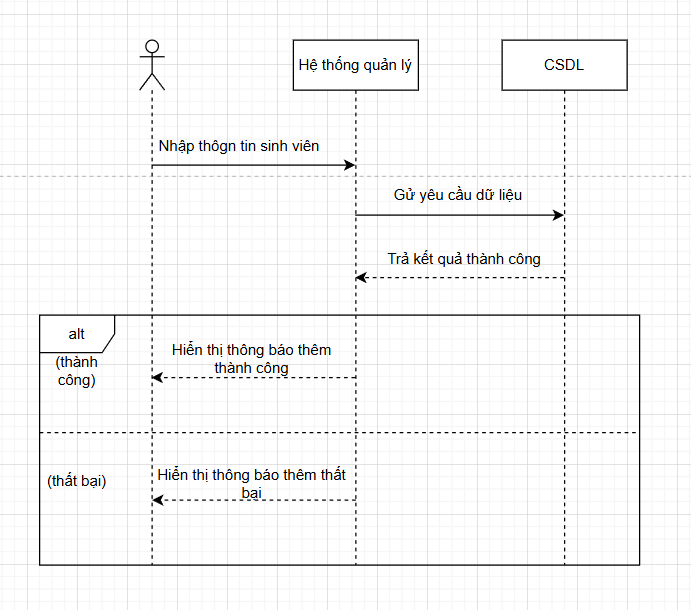 Hệ thống quản lý
CSDL
Nhập thôgn tin sinh viên
Gử yêu cầu dữ liệu
Trả kết quả thành công
alt
(thành
công)
Hiển thị thông báo thêm
thành công
(thất bại)
Hiển thị thông báo thêm thất
bại